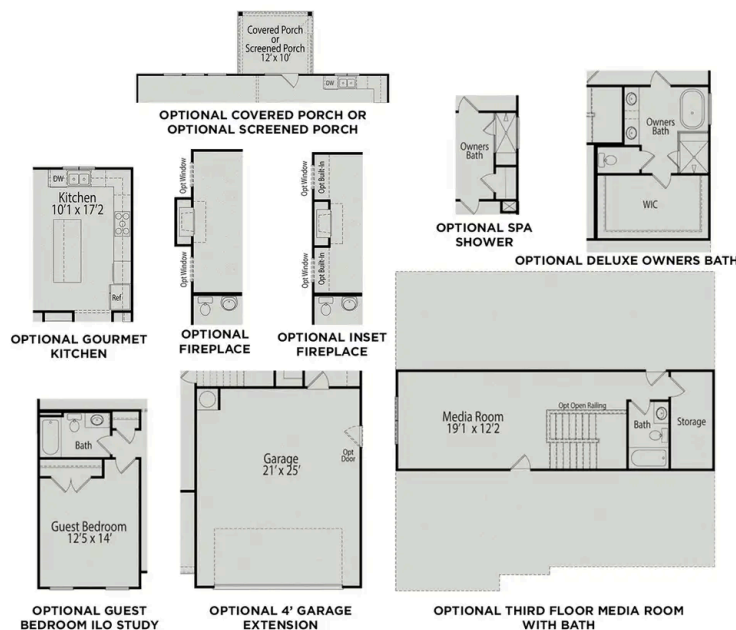 Covered Porch
or
Screened Porch
12' x 10'
DW
OPTIONAL COVERED PORCH OR
OPTIONAL SCREENED PORCH
Owners
Bath
OPTIONAL SPA
SHOWER
Owners
Bath
WIC
OPTIONAL DELUXE OWNERS BATH
DW
Kitchen
10'1 x 17'2
Ref
OPTIONAL GOURMET
KITCHEN
Opt Window
Opt Window
OPTIONAL
FIREPLACE
Opt Window
Opt Built-In
Opt Window
Opt Built-In
OPTIONAL INSET
FIREPLACE
Bath
Guest Bedroom
12'5 x 14'
OPTIONAL GUEST
BEDROOM ILO STUDY
Garage
21' x 25'
Opt
Door
OPTIONAL 4' GARAGE
EXTENSION
Media Room
19'1 x 12'2
Opt Open Railing
Bath
Storage
OPTIONAL THIRD FLOOR MEDIA ROOM
WITH BATH